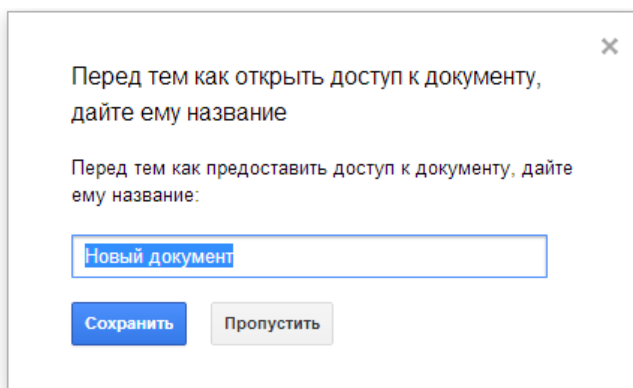 Перед тем как открыть доступ к документу,
дайте ему название
Перед тем как предоставить доступ к документу, дайте
ему название:
Новый документ
Сохранить Пропустить